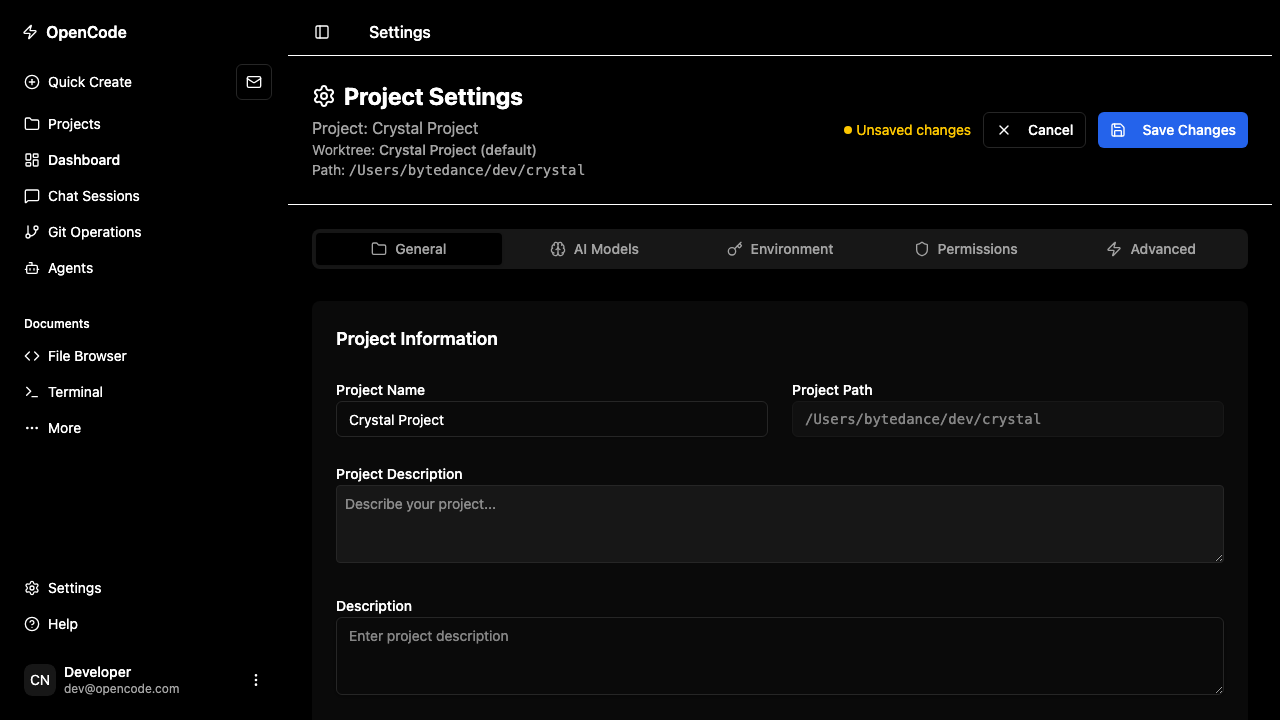 OpenCode
Quick Create
Projects
Dashboard
Chat Sessions
Git Operations
Agents
Documents
File Browser
Terminal
More
Settings
Help
CN
Developer
dev@opencode.com
Settings
Project Settings
Project: Crystal Project
Worktree: Crystal Project (default)
Path: /Users/bytedance/dev/crystal
Unsaved changes
Cancel
Save Changes
General
AI Models
Environment
Permissions
Advanced
Project Information
Project Name
Crystal Project
Project Path
/Users/bytedance/dev/crystal
Project Description
Describe your project...
Description
Enter project description